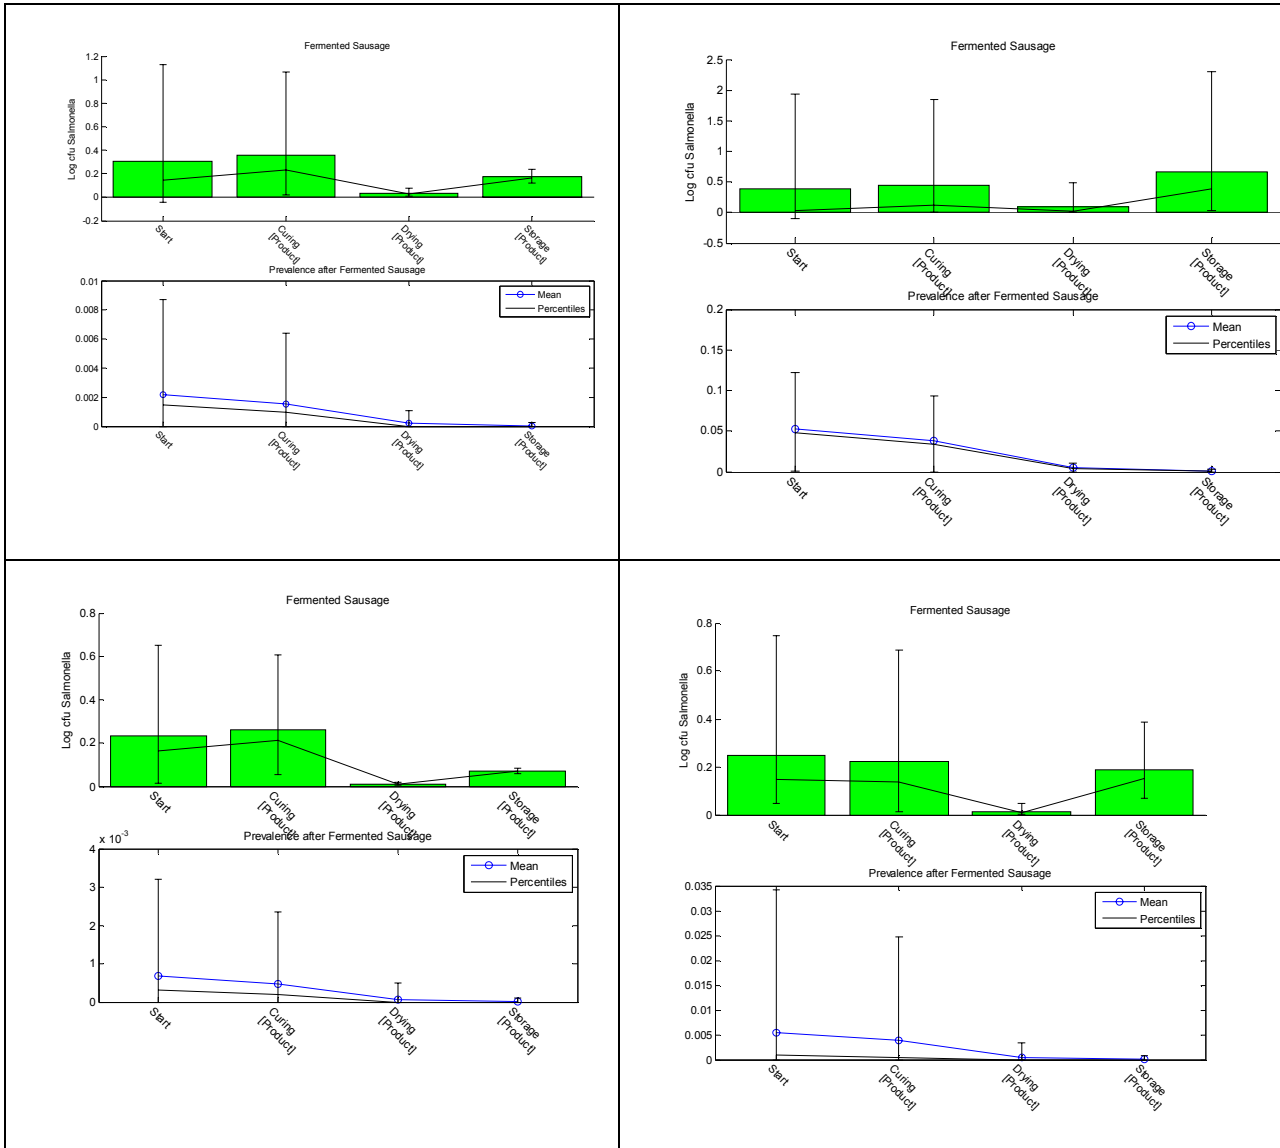 Fermented Sausage
Log cfu Salmonella
1.2
1
0.8
0.6
0.4
0.2
0
-0.2
Start
Curing
[Product]
Drying
[Product]
Storage
[Product]
Prevalence after Fermented Sausage
0.01
0.008
0.006
0.004
0.002
0
Mean
Percentiles
Start
Curing
[Product]
Drying
[Product]
Storage
[Product]
Fermented Sausage
Log cfu Salmonella
2.5
2
1.5
1
0.5
0
-0.5
Start
Curing
[Product]
Drying
[Product]
Storage
[Product]
Prevalence after Fermented Sausage
0.2
0.15
0.1
0.05
0
Mean
Percentiles
Start
Curing
[Product]
Drying
[Product]
Storage
[Product]
Fermented Sausage
Log cfu Salmonella
0.8
0.6
0.4
0.2
0
Start
Curing
[Product]
Drying
[Product]
Storage
[Product]
Prevalence after Fermented Sausage
x 10⁻³
4
3
2
1
0
Mean
Percentiles
Start
Curing
[Product]
Drying
[Product]
Storage
[Product]
Fermented Sausage
Log cfu Salmonella
0.8
0.6
0.4
0.2
0
Start
Curing
[Product]
Drying
[Product]
Storage
[Product]
Prevalence after Fermented Sausage
0.035
0.03
0.025
0.02
0.015
0.01
0.005
0
Mean
Percentiles
Start
Curing
[Product]
Drying
[Product]
Storage
[Product]